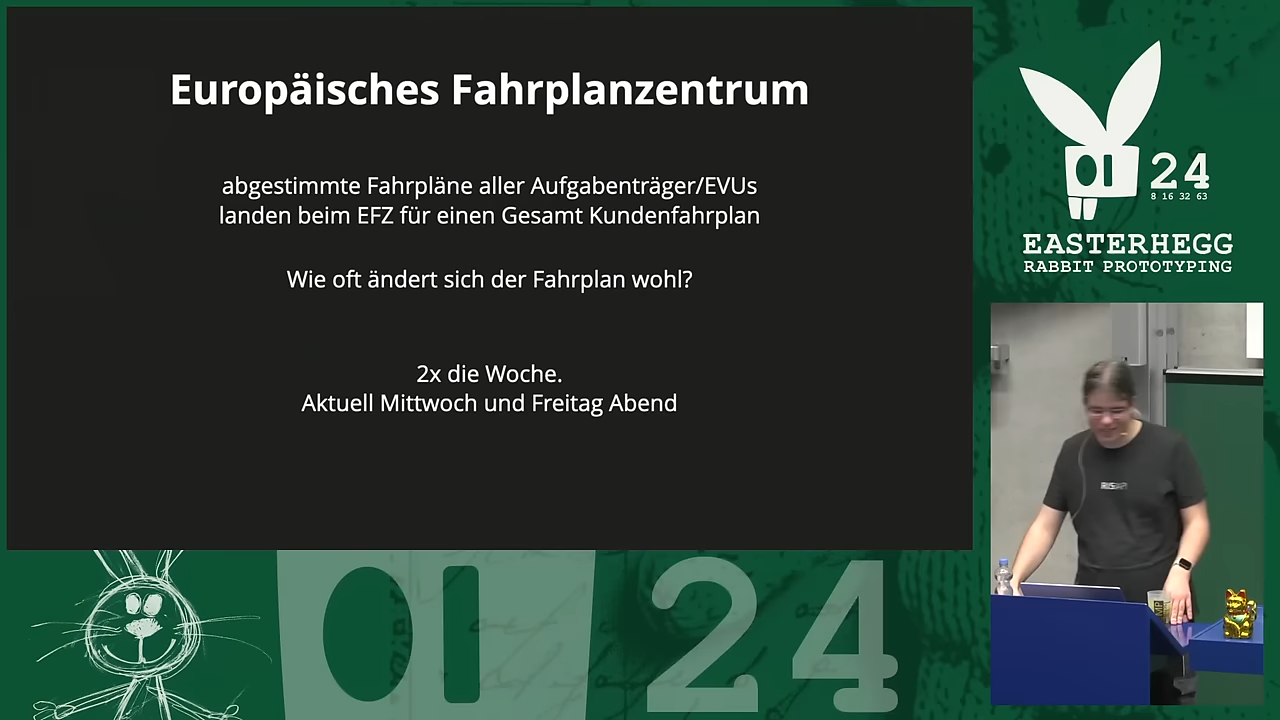 Europäisches Fahrplanzentrum
abgestimmte Fahrpläne aller Aufgabenträger/EVUs
landen beim EFZ für einen Gesamt Kundenfahrplan
Wie oft ändert sich der Fahrplan wohl?
2x die Woche.
Aktuell Mittwoch und Freitag Abend
24
8 16 32 63
EASTERHEGG
RABBIT PROTOTYPING
24